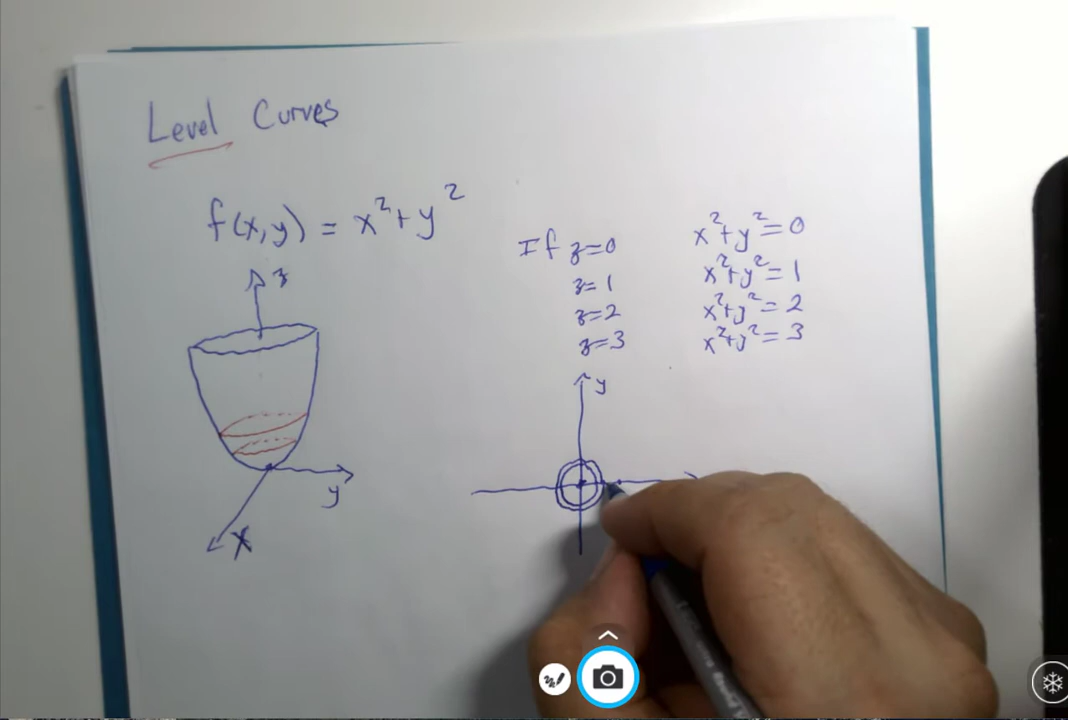 Level Curves
f(x,y) = x²+y²
If z=0 x²+y²=0
z=1 x²+y²=1
z=2 x²+y²=2
z=3 x²+y²=3
z
y
y
x